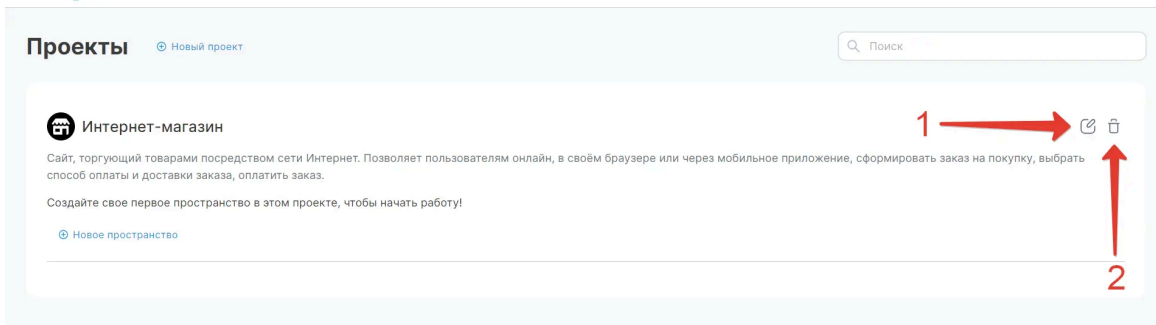 Проекты
Новый проект
Поиск
Интернет-магазин
1
Сайт, торгующий товарами посредством сети Интернет. Позволяет пользователям онлайн, в своём браузере или через мобильное приложение, сформировать заказ на покупку, выбрать
способ оплаты и доставки заказа, оплатить заказ.
Создайте свое первое пространство в этом проекте, чтобы начать работу!
Новое пространство
2